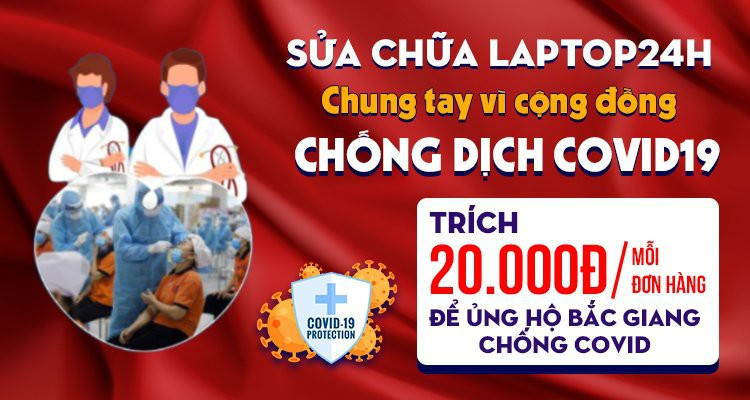 SỬA CHỮA LAPTOP24H
Chung tay vì cộng đồng
CHỐNG DỊCH COVID19
TRÍCH
20.000Đ/ MỖI
ĐƠN HÀNG
ĐỂ ỦNG HỘ BẮC GIANG
CHỐNG COVID
COVID-19
PROTECTION